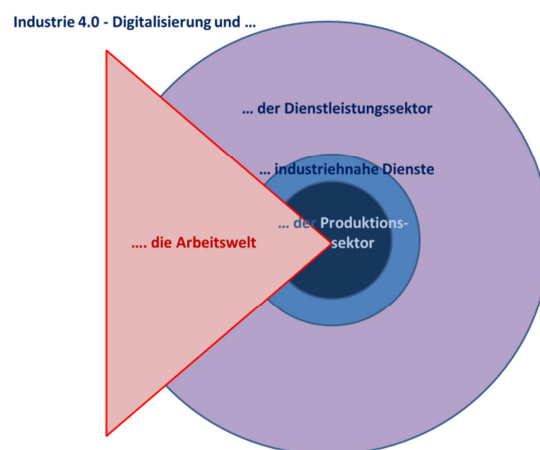 Industrie 4.0 - Digitalisierung und ...
... der Dienstleistungssektor
... industriehnahe Dienste
... der Produktions-
sektor
.... die Arbeitswelt